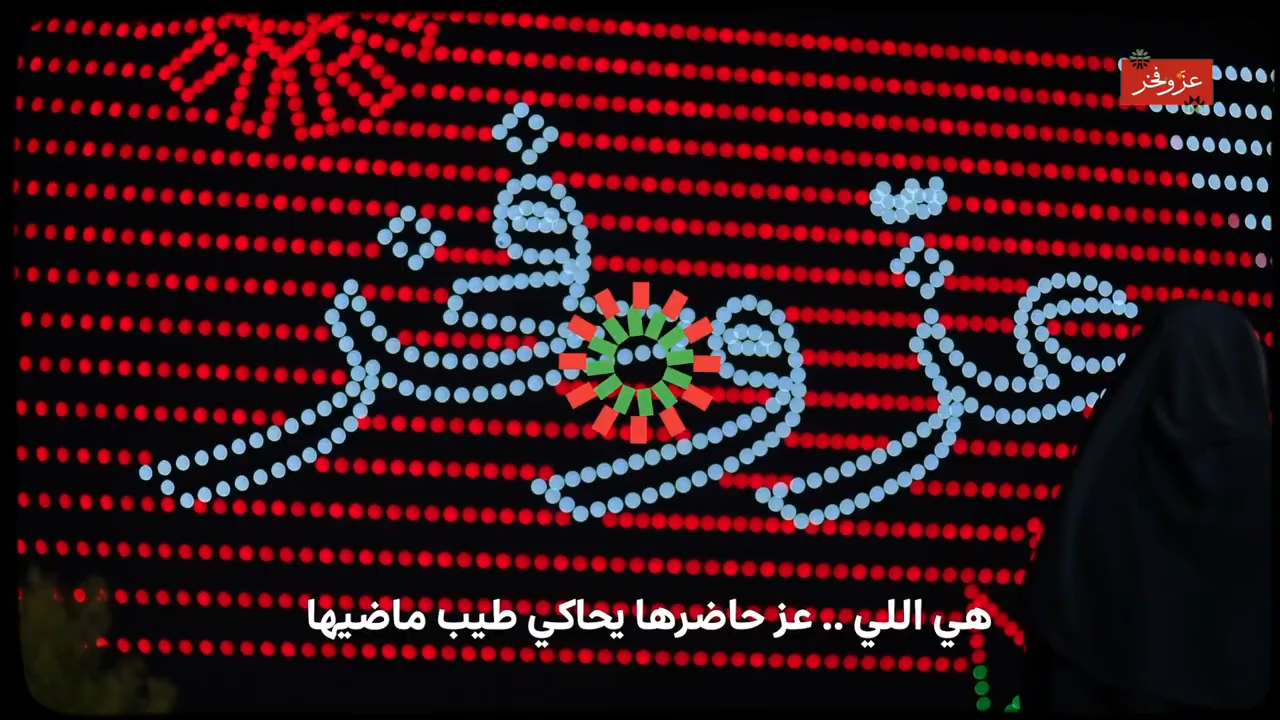 عزّ وفخر
عزّ وفخر
هي اللي .. عز حاضرها يحاكي طيب ماضيها